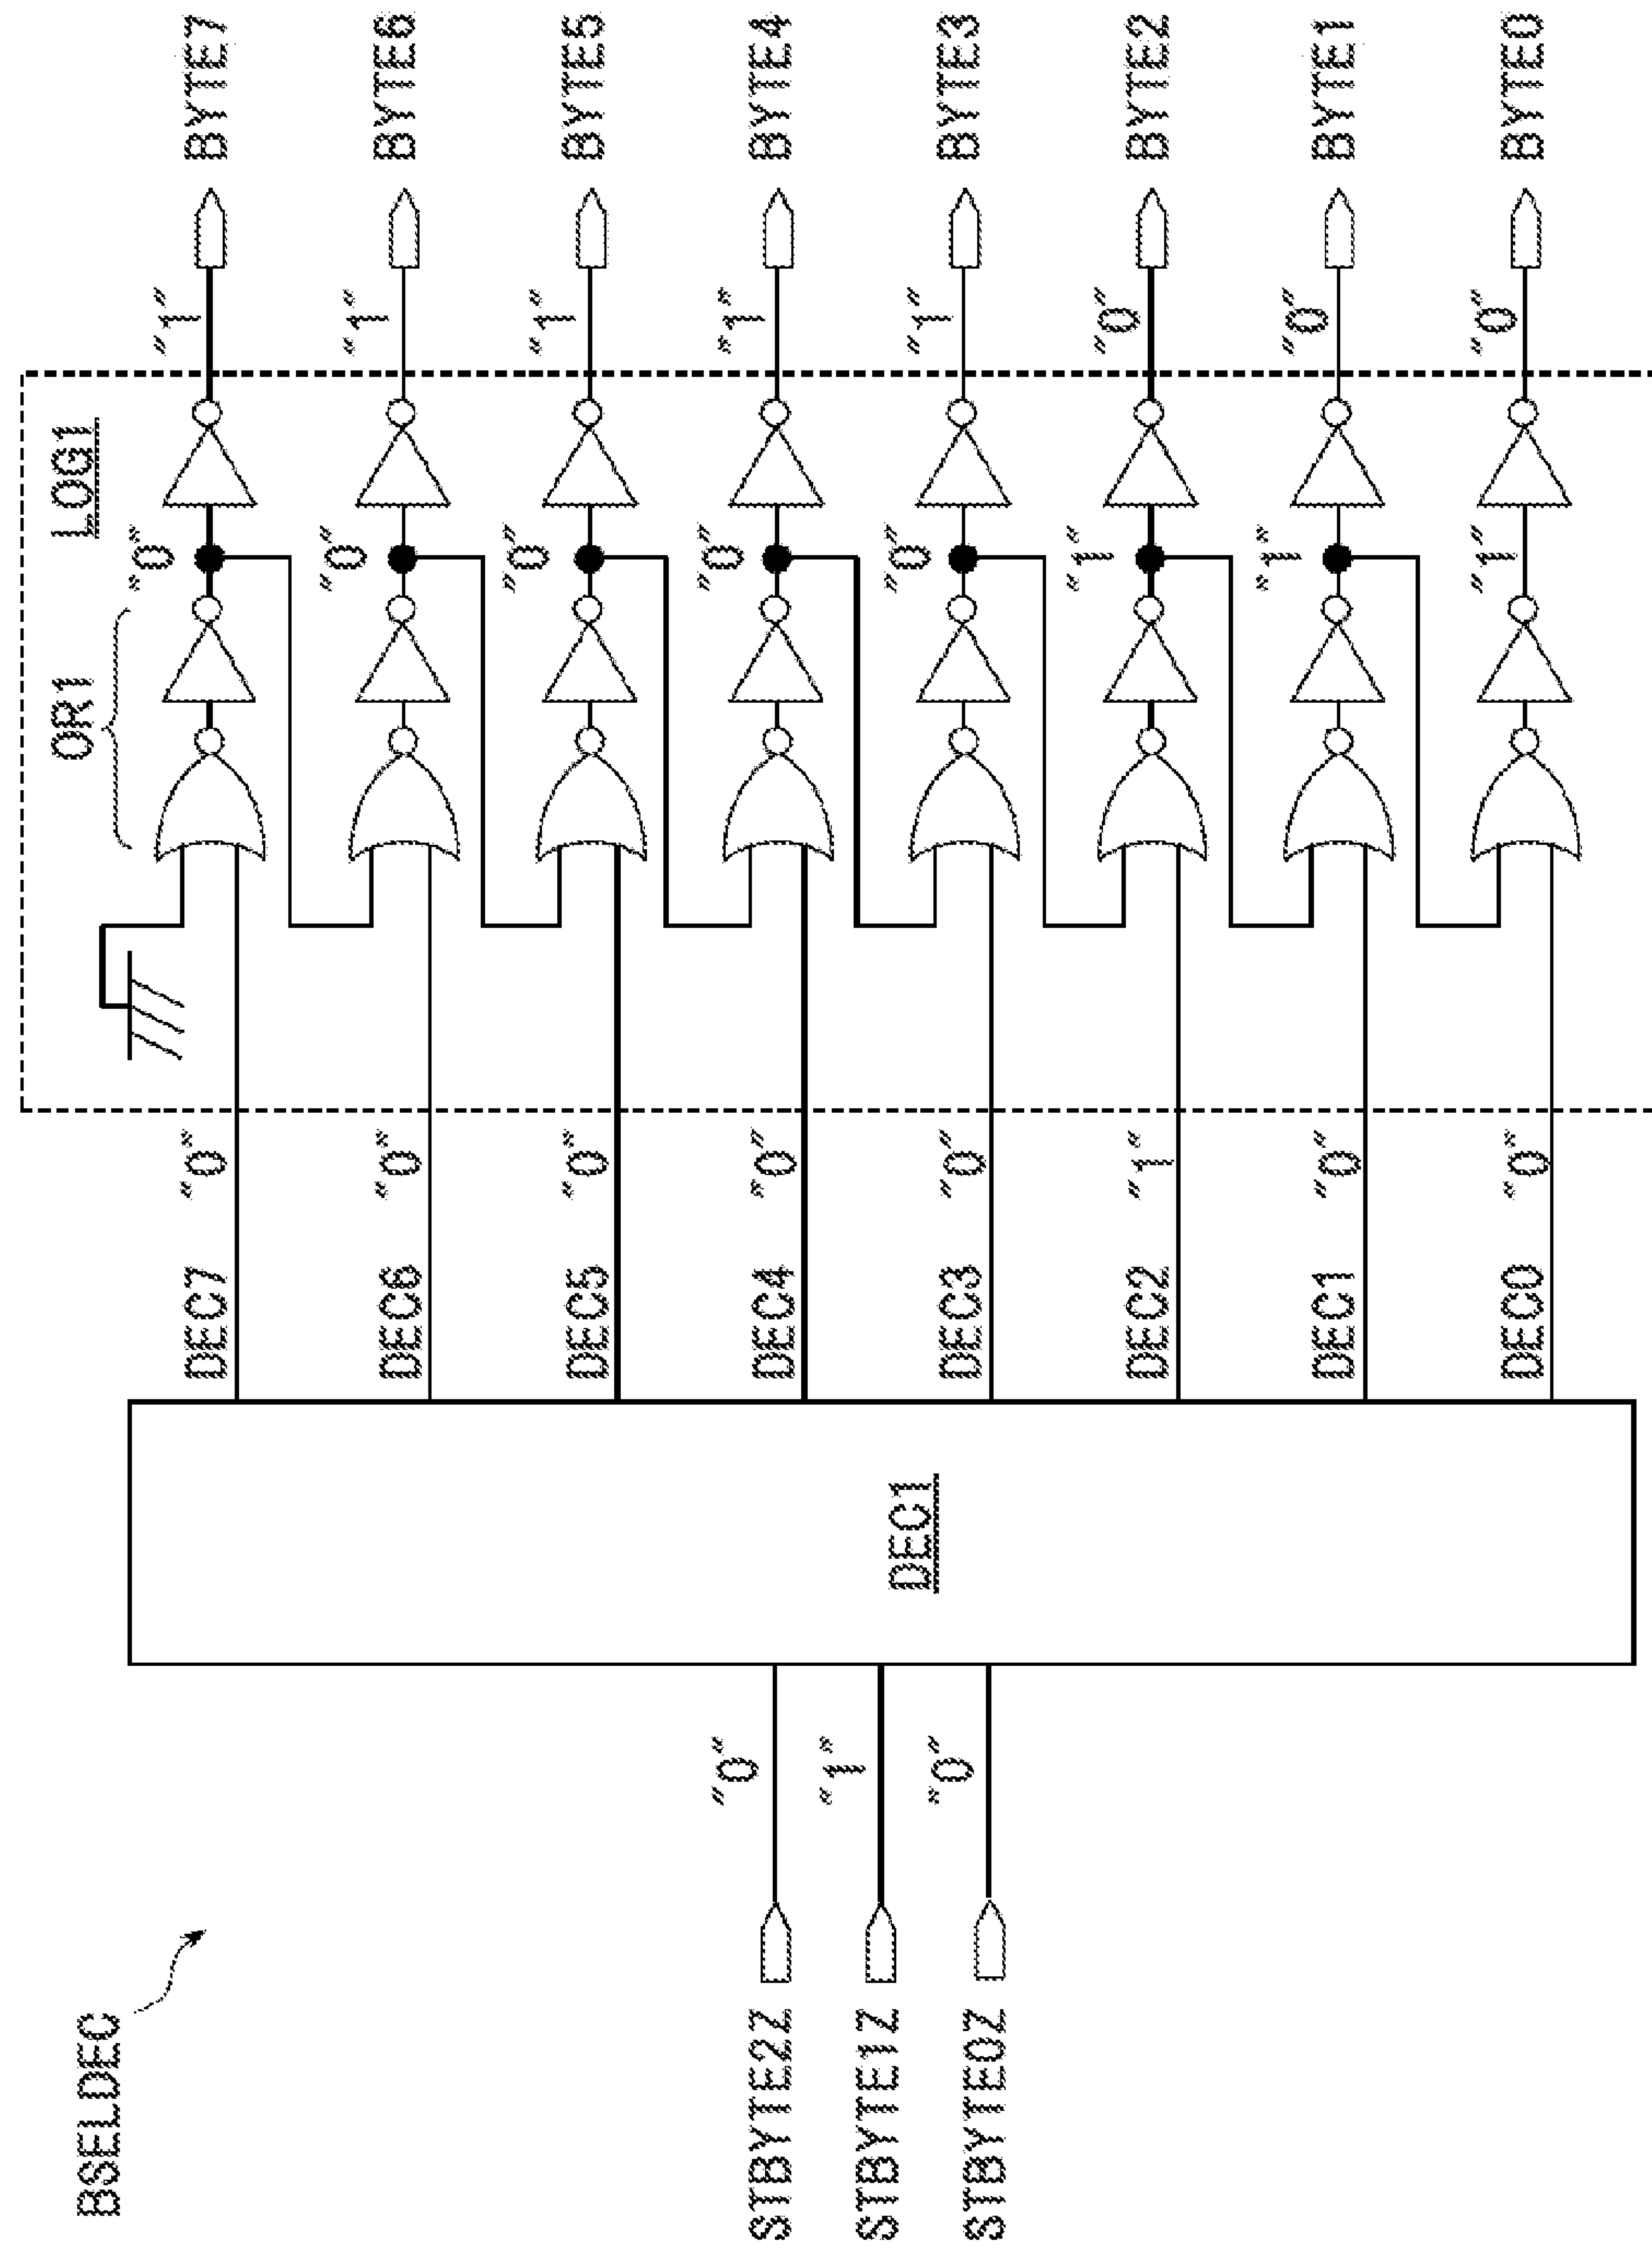 BSELDEC
STBYTE2Z "0"
STBYTE1Z "1"
STBYTE0Z "0"
DEC1
LOG1
OR1
DEC7 "0" "0" "1" BYTE7
DEC6 "0" "0" "1" BYTE6
DEC5 "0" "0" "1" BYTE5
DEC4 "0" "0" "1" BYTE4
DEC3 "0" "0" "1" BYTE3
DEC2 "1" "1" "0" BYTE2
DEC1 "0" "1" "0" BYTE1
DEC0 "0" "1" "0" BYTE0